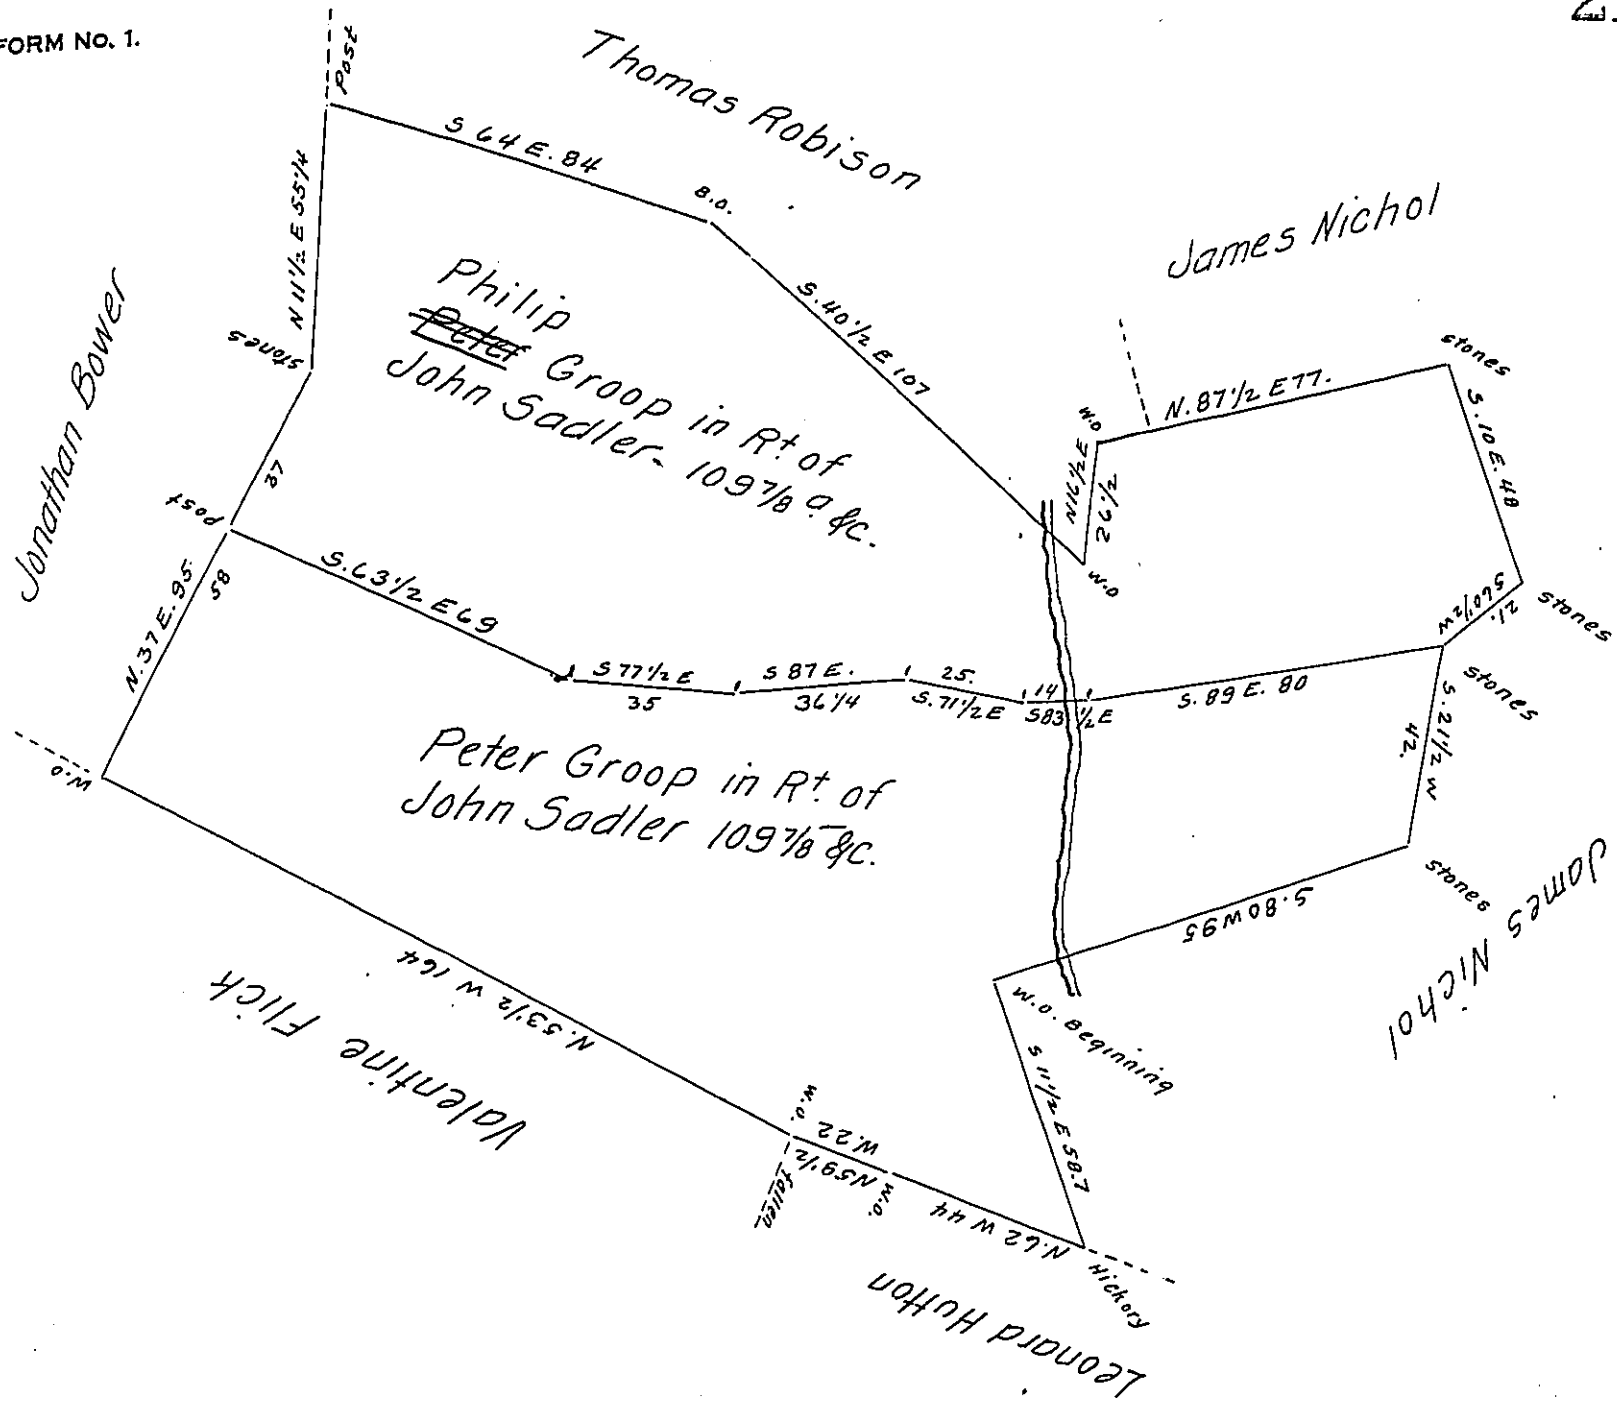 FORM No. 1.
Post
Thomas Robison
S 64 E. 84
B.O.
James Nichol
N 11 1/2 E 55 1/4
Jonathan Bower
stones
Philip
Peter Groop in Rt of
John Sadler- 109 7/8 a &c.
S. 40 1/2 E 107
W.O
N. 87 1/2 E 77.
stones
S. 10 E. 48
N 16 1/2 E
26 1/2
W.O
37
Post
N. 37 E. 95.
58
S. 63 1/2 E 69
S 77 1/2 E
35
S 87 E.
36 1/4
25.
S. 71 1/2 E
14
S 83 1/2 E
S. 89 E. 80
S 60 1/2 W
21.
stones
stones
S. 21 1/2 W
42.
W.O
Peter Groop in Rt. of
John Sadler 109 7/8 &c.
stones
James Nichol
S. 80 W 95
W.O. Beginning
S 11 1/2 E 58.7
N. 53 1/2 W 164
Valentine Flick
W.O.
fallen
N 59 1/2
W. 22
W.O.
N. 62 W 44
Hickory
Leonard Hutton